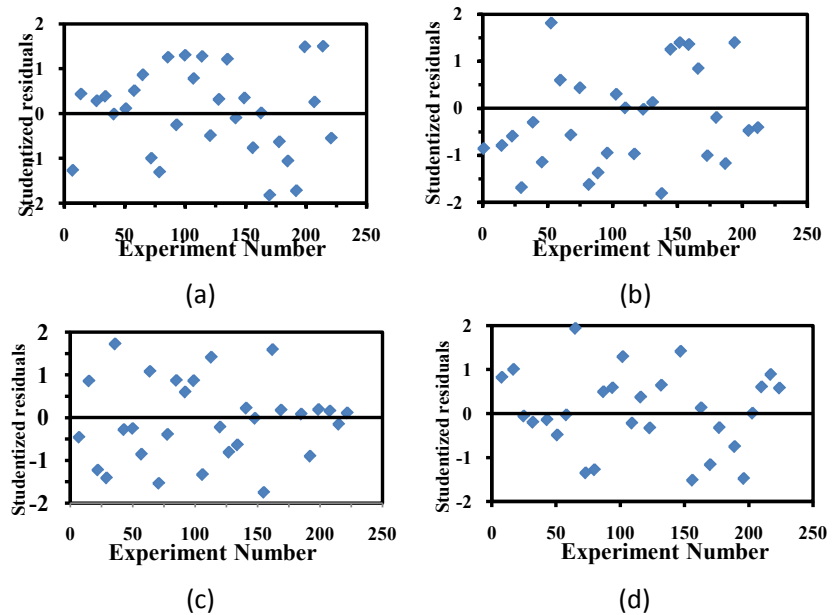 Studentized residuals
2
1
0
-1
-2
0 50 100 150 200 250
Experiment Number
(a)
Studentized residuals
2
1
0
-1
-2
0 50 100 150 200 250
Experiment Number
(b)
Studentized residuals
2
1
0
-1
-2
0 50 100 150 200 250
Experiment Number
(c)
Studentized residuals
2
1
0
-1
-2
0 50 100 150 200 250
Experiment Number
(d)